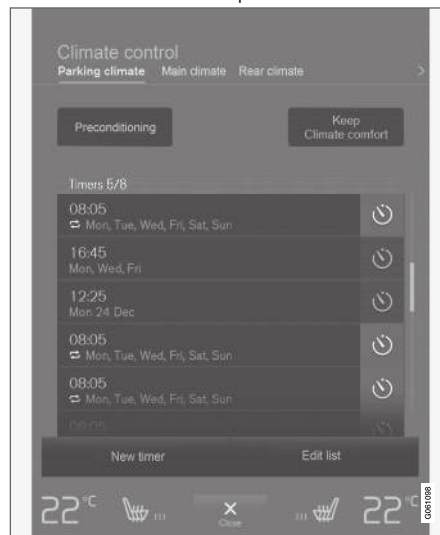 Climate control
Parking climate Main climate Rear climate
Preconditioning
Keep
Climate comfort
Timers 5/8
08:05
Mon, Tue, Wed, Fri, Sat, Sun
16:45
Mon, Wed, Fri
12:25
Mon 24 Dec
08:05
Mon, Tue, Wed, Fri, Sat, Sun
08:05
Mon, Tue, Wed, Fri, Sat, Sun
08:05
New timer Edit list
22°C 22°C
Close
G061098